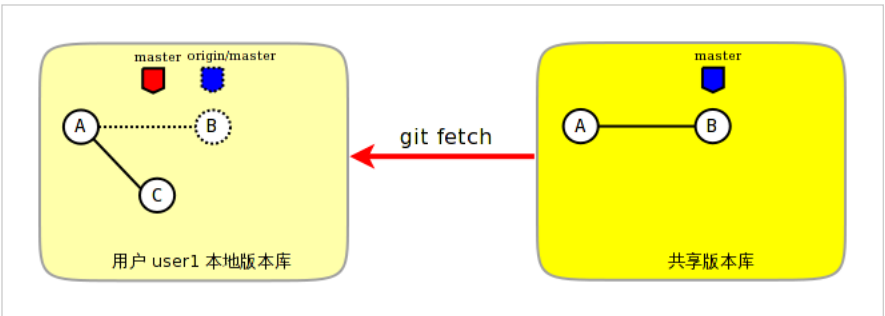 master origin/master
A
B
C
用户 user1 本地版本库
git fetch
master
A
B
共享版本库